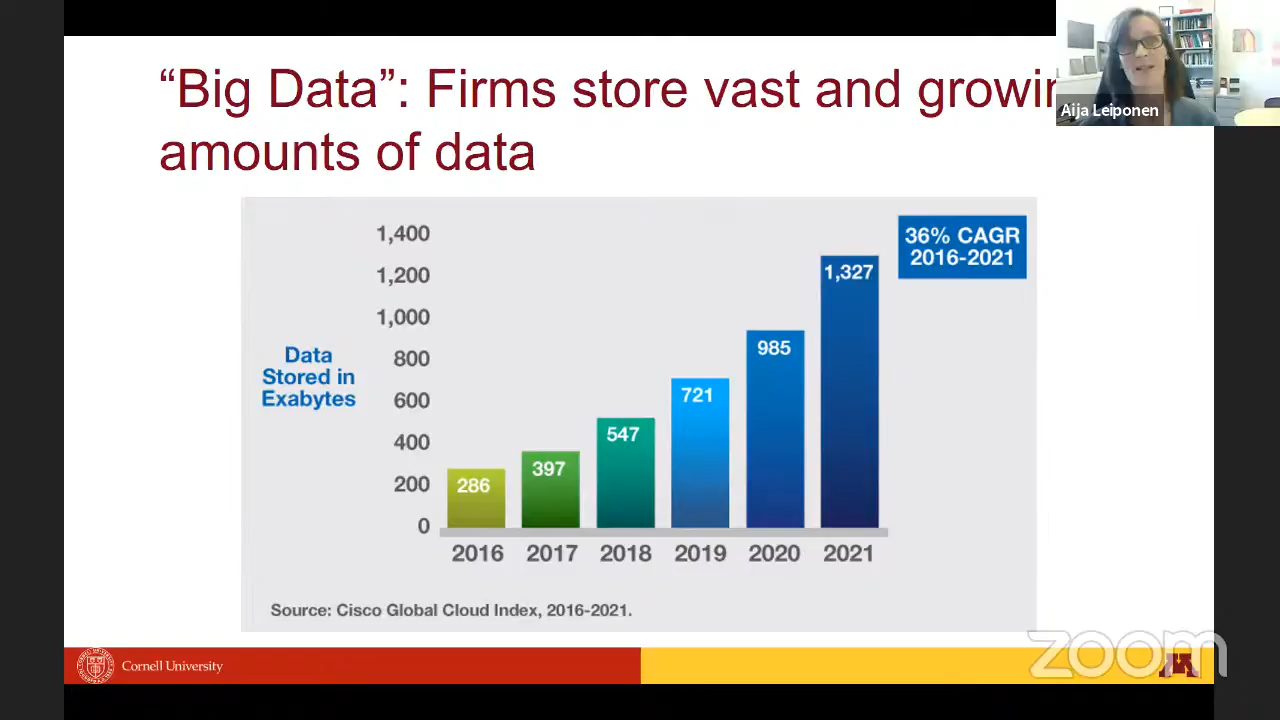 “Big Data”: Firms store vast and growin
amounts of data
Aija Leiponen
36% CAGR
2016-2021
Data
Stored in
Exabytes
1,400
1,200
1,000
800
600
400
200
0
286
397
547
721
985
1,327
2016 2017 2018 2019 2020 2021
Source: Cisco Global Cloud Index, 2016-2021.
Cornell University
zoom
M